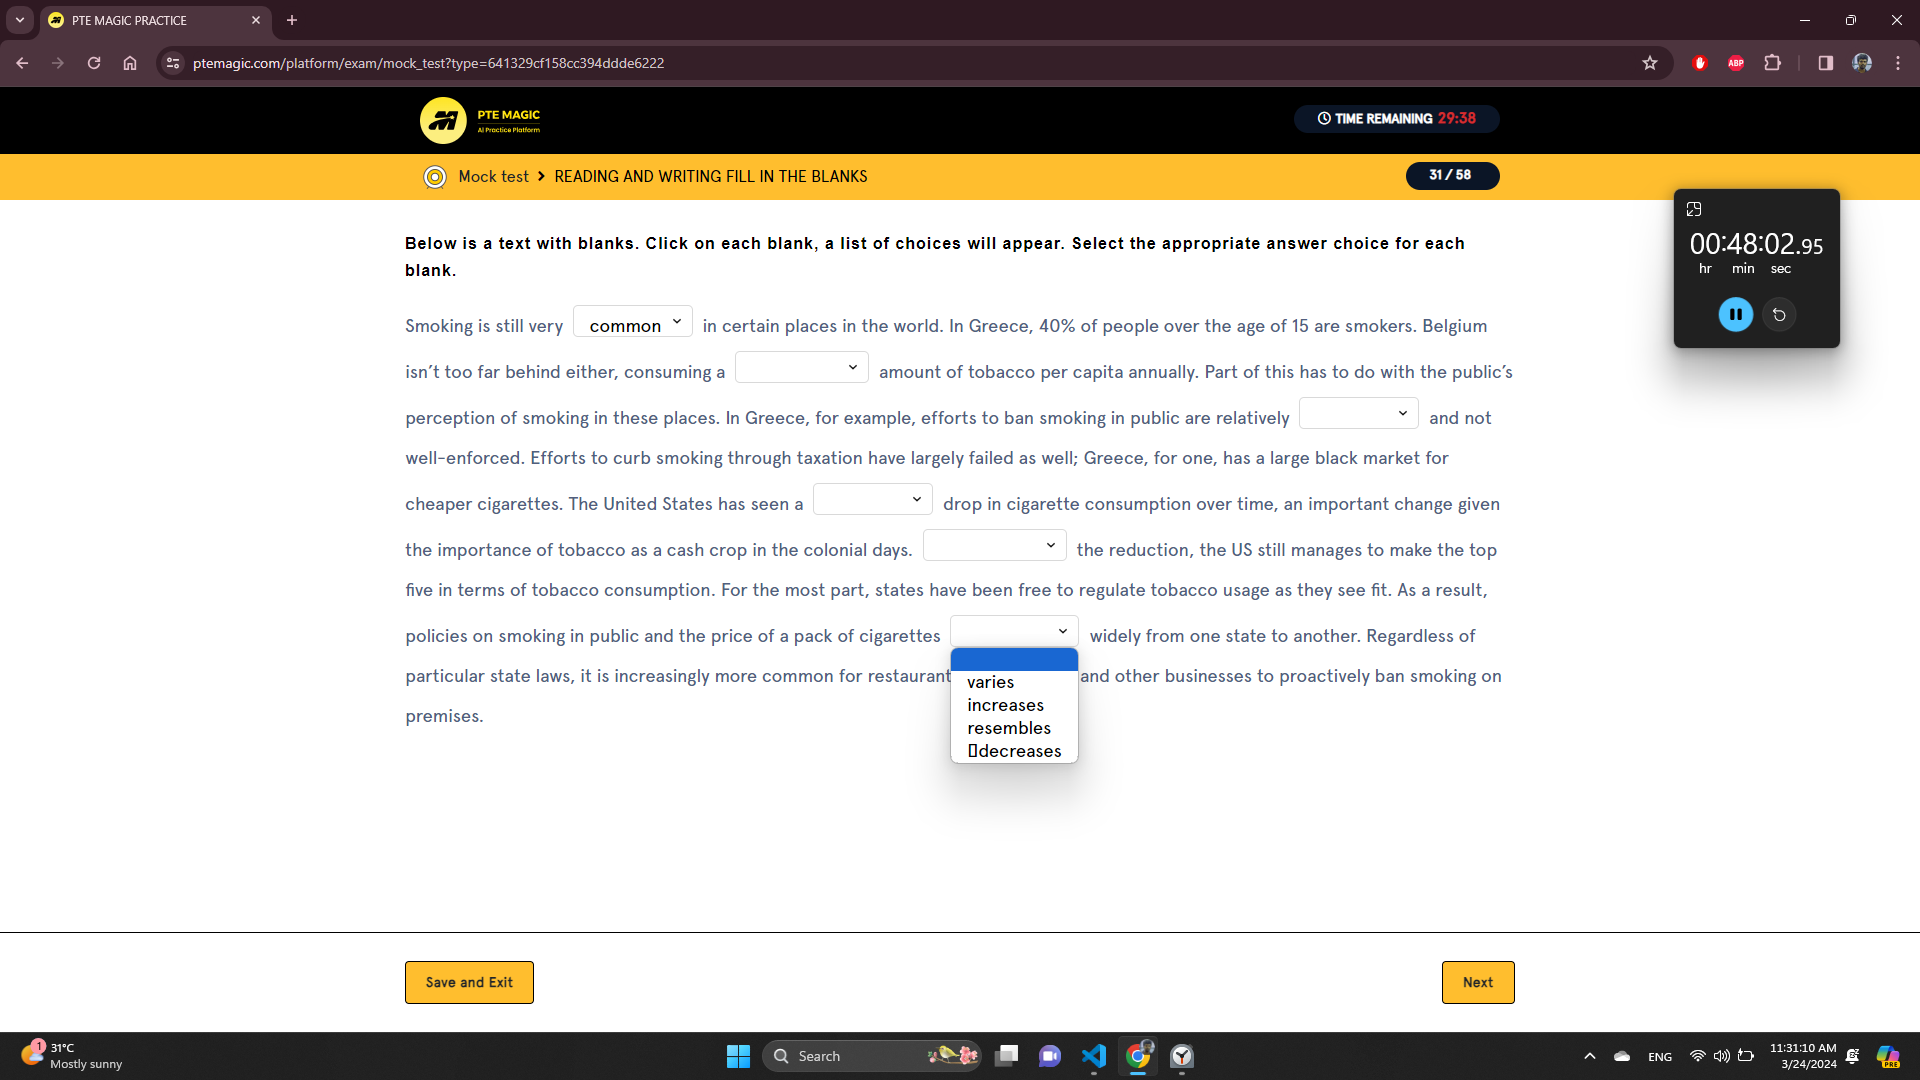 PTE MAGIC PRACTICE
ptemagic.com/platform/exam/mock_test?type=641329cf158cc394ddde6222
ABP
PTE MAGIC
AI Practice Platform
TIME REMAINING 29:38
Mock test > READING AND WRITING FILL IN THE BLANKS
31 / 58
00:48:02.95
hr min sec
Below is a text with blanks. Click on each blank, a list of choices will appear. Select the appropriate answer choice for each
blank.
Smoking is still very common in certain places in the world. In Greece, 40% of people over the age of 15 are smokers. Belgium
isn’t too far behind either, consuming a amount of tobacco per capita annually. Part of this has to do with the public’s
perception of smoking in these places. In Greece, for example, efforts to ban smoking in public are relatively and not
well-enforced. Efforts to curb smoking through taxation have largely failed as well; Greece, for one, has a large black market for
cheaper cigarettes. The United States has seen a drop in cigarette consumption over time, an important change given
the importance of tobacco as a cash crop in the colonial days. the reduction, the US still manages to make the top
five in terms of tobacco consumption. For the most part, states have been free to regulate tobacco usage as they see fit. As a result,
policies on smoking in public and the price of a pack of cigarettes widely from one state to another. Regardless of
particular state laws, it is increasingly more common for restaurant and other businesses to proactively ban smoking on
premises.
varies
increases
resembles
decreases
Save and Exit
Next
1
31°C
Mostly sunny
Search
ENG
11:31:10 AM
3/24/2024
PRE